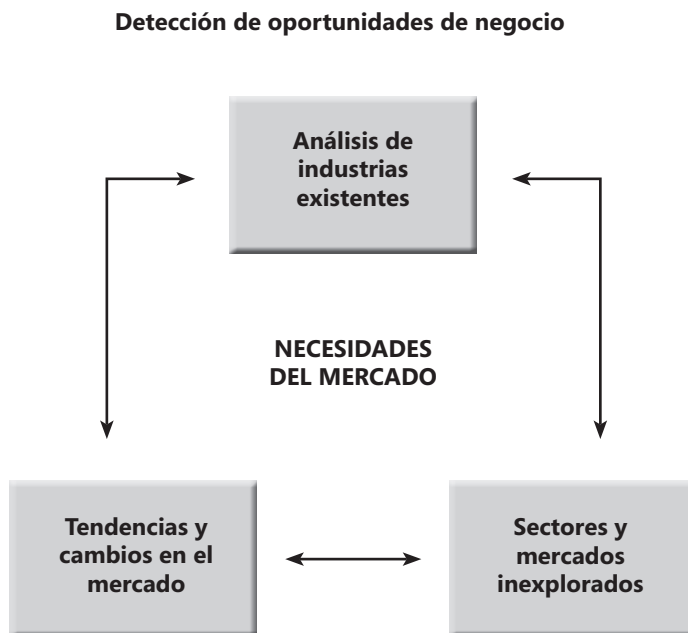 Detección de oportunidades de negocio
Análisis de
industrias
existentes
NECESIDADES
DEL MERCADO
Tendencias y
cambios en el
mercado
Sectores y
mercados
inexplorados